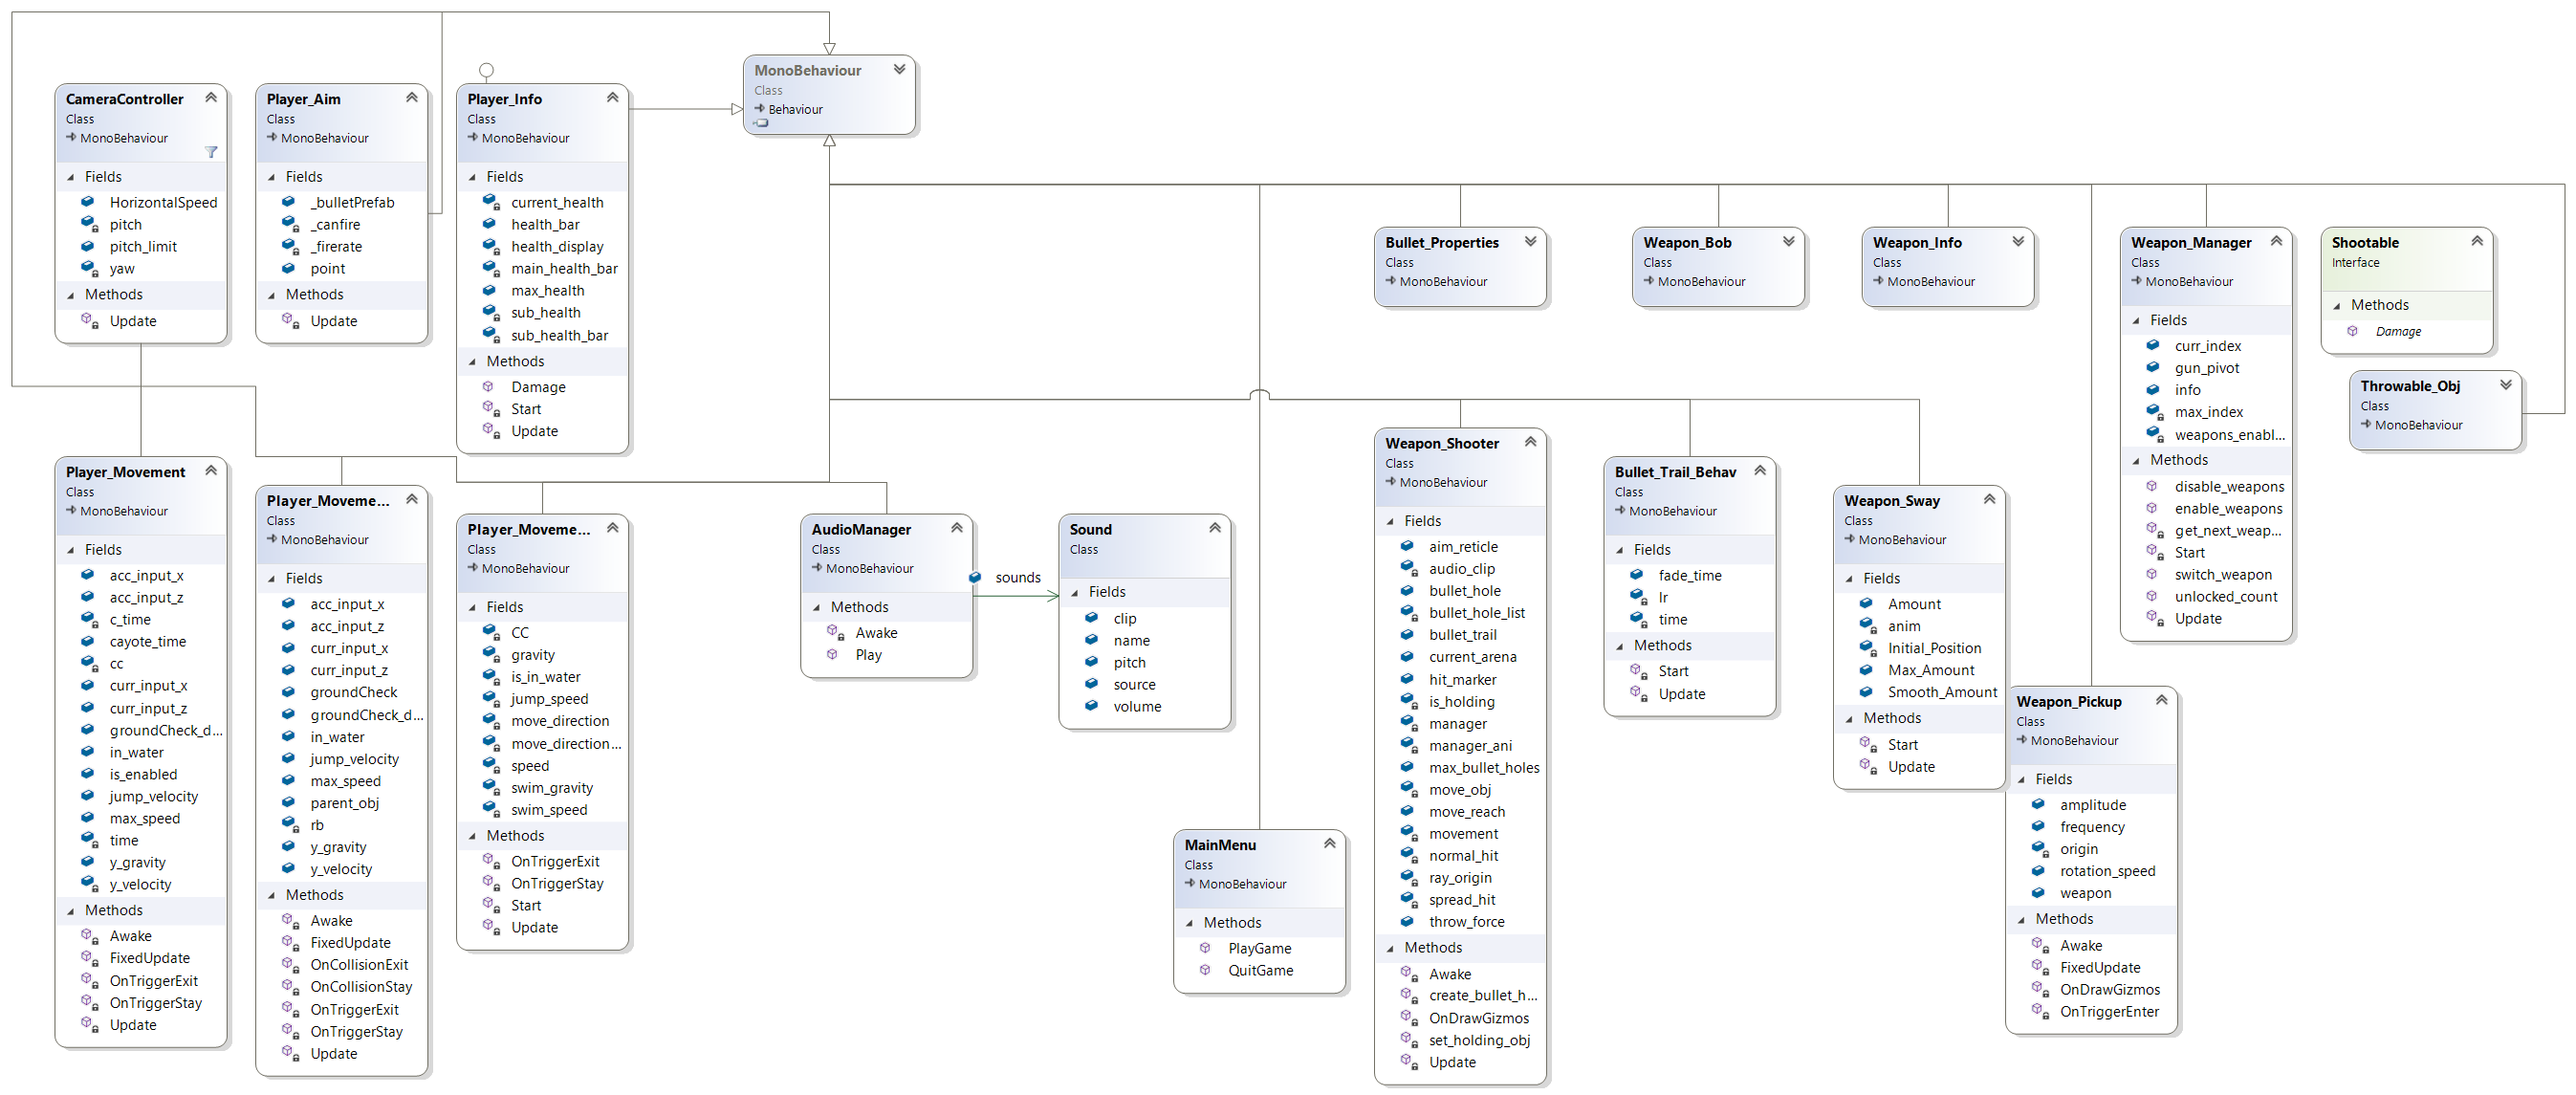 MonoBehaviour
Class
Behaviour
CameraController
Class
MonoBehaviour
Fields
HorizontalSpeed
pitch
pitch_limit
yaw
Methods
Update
Player_Aim
Class
MonoBehaviour
Fields
_bulletPrefab
_canfire
_firerate
point
Methods
Update
Player_Info
Class
MonoBehaviour
Fields
current_health
health_bar
health_display
main_health_bar
max_health
sub_health
sub_health_bar
Methods
Damage
Start
Update
Bullet_Properties
Class
MonoBehaviour
Weapon_Bob
Class
MonoBehaviour
Weapon_Info
Class
MonoBehaviour
Weapon_Manager
Class
MonoBehaviour
Fields
curr_index
gun_pivot
info
max_index
weapons_enabl...
Methods
disable_weapons
enable_weapons
get_next_weap...
Start
switch_weapon
unlocked_count
Update
Shootable
Interface
Methods
Damage
Throwable_Obj
Class
MonoBehaviour
Player_Movement
Class
MonoBehaviour
Fields
acc_input_x
acc_input_z
c_time
cayote_time
cc
curr_input_x
curr_input_z
groundCheck_d...
in_water
is_enabled
jump_velocity
max_speed
time
y_gravity
y_velocity
Methods
Awake
FixedUpdate
OnTriggerExit
OnTriggerStay
Update
Player_Moveme...
Class
MonoBehaviour
Fields
acc_input_x
acc_input_z
curr_input_x
curr_input_z
groundCheck
groundCheck_d...
in_water
jump_velocity
max_speed
parent_obj
rb
y_gravity
y_velocity
Methods
Awake
FixedUpdate
OnCollisionExit
OnCollisionStay
OnTriggerExit
OnTriggerStay
Update
Player_Moveme...
Class
MonoBehaviour
Fields
CC
gravity
is_in_water
jump_speed
move_direction
move_direction...
speed
swim_gravity
swim_speed
Methods
OnTriggerExit
OnTriggerStay
Start
Update
AudioManager
Class
MonoBehaviour
Methods
Awake
Play
sounds
Sound
Class
Fields
clip
name
pitch
source
volume
MainMenu
Class
MonoBehaviour
Methods
PlayGame
QuitGame
Weapon_Shooter
Class
MonoBehaviour
Fields
aim_reticle
audio_clip
bullet_hole
bullet_hole_list
bullet_trail
current_arena
hit_marker
is_holding
manager
manager_ani
max_bullet_holes
move_obj
move_reach
movement
normal_hit
ray_origin
spread_hit
throw_force
Methods
Awake
create_bullet_h...
OnDrawGizmos
set_holding_obj
Update
Bullet_Trail_Behav
Class
MonoBehaviour
Fields
fade_time
lr
time
Methods
Start
Update
Weapon_Sway
Class
MonoBehaviour
Fields
Amount
anim
Initial_Position
Max_Amount
Smooth_Amount
Methods
Start
Update
Weapon_Pickup
Class
MonoBehaviour
Fields
amplitude
frequency
origin
rotation_speed
weapon
Methods
Awake
FixedUpdate
OnDrawGizmos
OnTriggerEnter